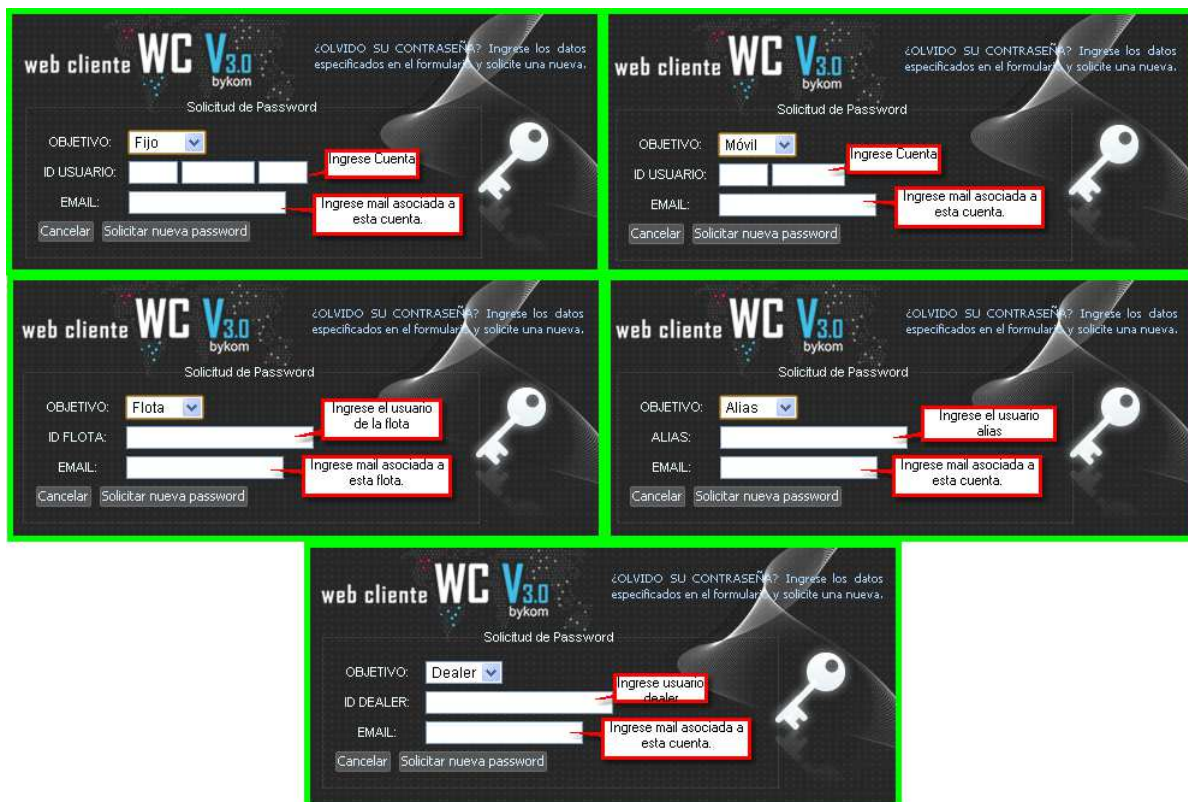 web cliente WC V3.0
bykom
¿OLVIDO SU CONTRASEÑA? Ingrese los datos
especificados en el formulario y solicite una nueva.
Solicitud de Password
OBJETIVO: Fijo
ID USUARIO:
Ingrese Cuenta
EMAIL:
Ingrese mail asociada a
esta cuenta.
Cancelar Solicitar nueva password
web cliente WC V3.0
bykom
¿OLVIDO SU CONTRASEÑA? Ingrese los datos
especificados en el formulario y solicite una nueva.
Solicitud de Password
OBJETIVO: Móvil
ID USUARIO:
Ingrese Cuenta
EMAIL:
Ingrese mail asociada a
esta cuenta.
Cancelar Solicitar nueva password
web cliente WC V3.0
bykom
¿OLVIDO SU CONTRASEÑA? Ingrese los datos
especificados en el formulario y solicite una nueva.
Solicitud de Password
OBJETIVO: Flota
ID FLOTA:
Ingrese el usuario
de la flota
EMAIL:
Ingrese mail asociada a
esta flota.
Cancelar Solicitar nueva password
web cliente WC V3.0
bykom
¿OLVIDO SU CONTRASEÑA? Ingrese los datos
especificados en el formulario y solicite una nueva.
Solicitud de Password
OBJETIVO: Alias
ALIAS:
Ingrese el usuario
alias
EMAIL:
Ingrese mail asociada a
esta cuenta.
Cancelar Solicitar nueva password
web cliente WC V3.0
bykom
¿OLVIDO SU CONTRASEÑA? Ingrese los datos
especificados en el formulario y solicite una nueva.
Solicitud de Password
OBJETIVO: Dealer
ID DEALER:
Ingrese usuario
dealer
EMAIL:
Ingrese mail asociada a
esta cuenta.
Cancelar Solicitar nueva password